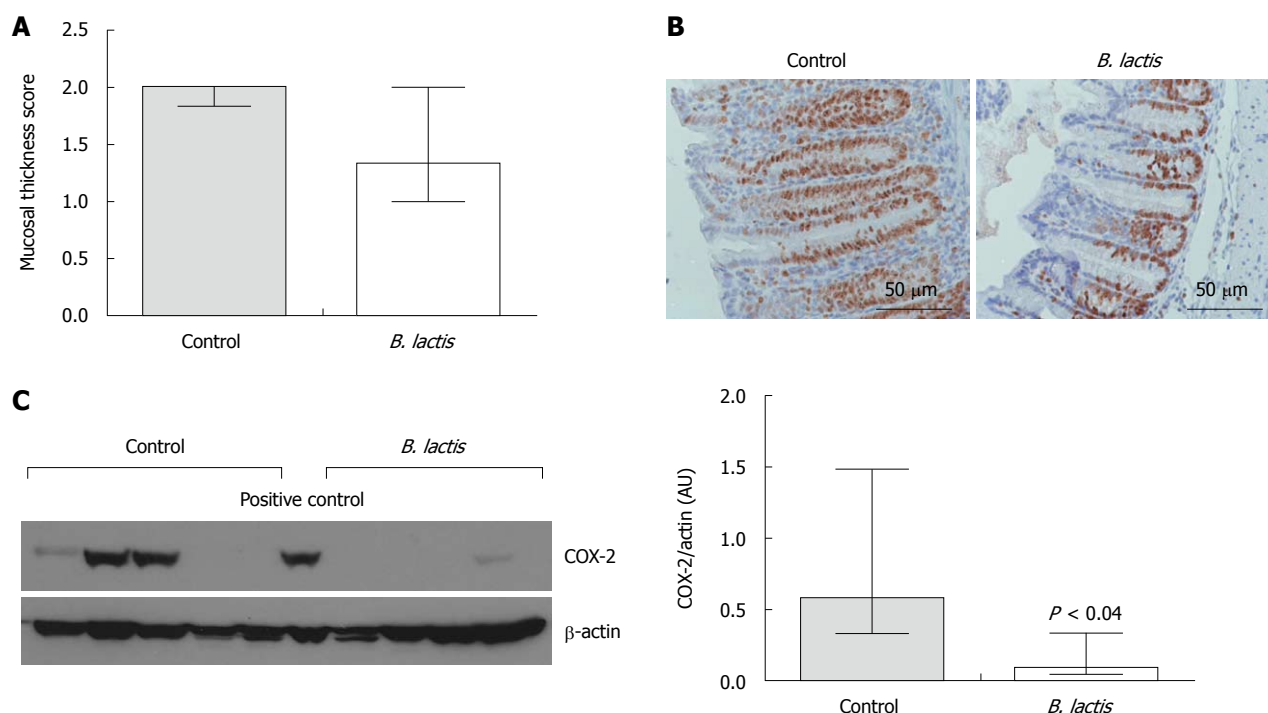 A
Mucosal thickness score
2.5
2.0
1.5
1.0
0.5
0.0
Control
B. lactis
B
Control
B. lactis
50 μm
50 μm
C
Control
B. lactis
Positive control
COX-2
β-actin
COX-2/actin (AU)
2.0
1.5
1.0
0.5
0.0
P < 0.04
Control
B. lactis